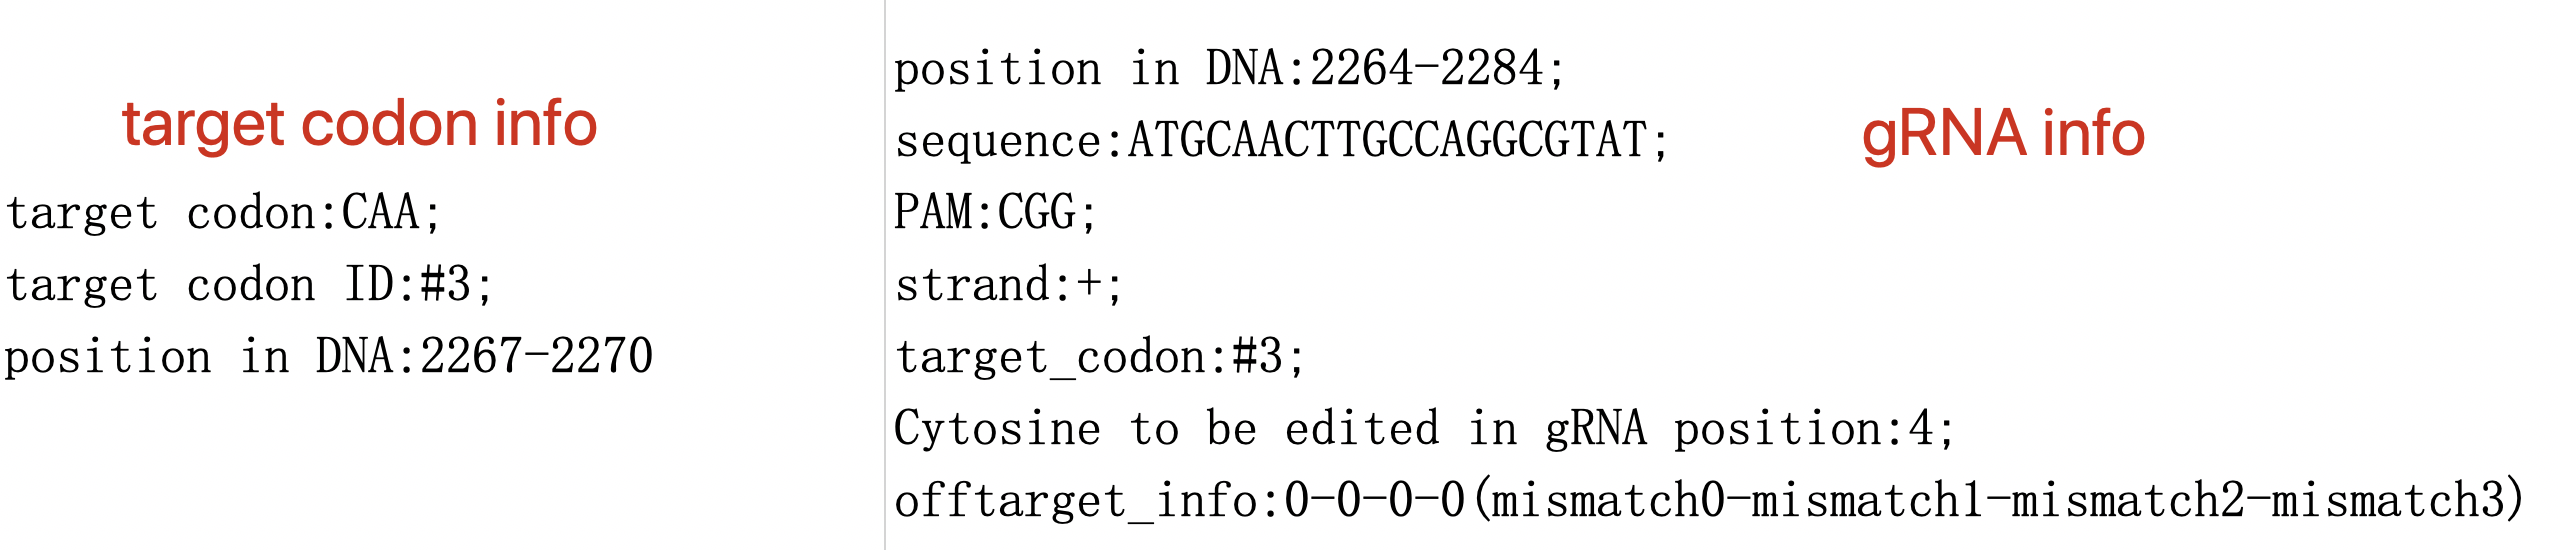 target codon info
target codon:CAA;
target codon ID:#3;
position in DNA:2267-2270
position in DNA:2264-2284;
sequence:ATGCAACTTGCCAGGCGTAT;
gRNA info
PAM:CGG;
strand:+;
target_codon:#3;
Cytosine to be edited in gRNA position:4;
offtarget_info:0-0-0-0(mismatch0-mismatch1-mismatch2-mismatch3)